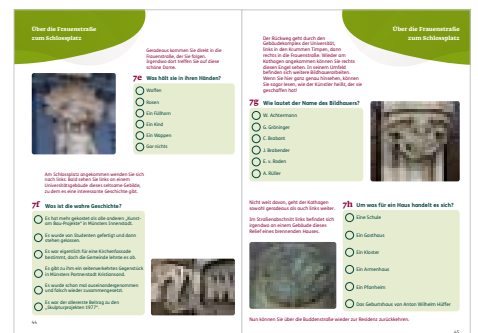 Über die Frauenstraße
zum Schlossplatz
Geradeaus kommen Sie direkt in die
Frauenstraße, der Sie folgen.
Irgendwo dort treffen Sie auf diese
schöne Dame.
7e Was hält sie in ihren Händen?
Waffen
Rosen
Ein Füllhorn
Ein Kind
Ein Wappen
Gar nichts
Am Schlossplatz angekommen wenden Sie sich
nach links. Bald sehen Sie links an einem
Universitätsgebäude dieses seltsame Gebilde,
zu dem es eine interessante Geschichte gibt.
7f Was ist die wahre Geschichte?
Es hat mehr gekostet als alle anderen „Kunst-
am Bau-Projekte“ in Münsters Innenstadt.
Es wurde von Studenten gefertigt und dann
stehen gelassen.
Es war eigentlich für eine Kirchenfassade
bestimmt, doch die Gemeinde lehnte es ab.
Es gibt zu ihm ein seitenverkehrtes Gegenstück
in Münsters Partnerstadt Kristiansand.
Es wurde schon mal auseinandergenommen
und falsch wieder zusammengesetzt.
Es war der allererste Beitrag zu den
„Skulpturprojekten 1977“.
44
Über die Frauenstraße
zum Schlossplatz
Der Rückweg geht durch den
Gebäudekomplex der Universität,
links in den Krummen Timpen, dann
rechts in die Frauenstraße. Wieder am
Kathagen angekommen können Sie rechts
diesen Engel sehen. In seinem Umfeld
befinden sich weitere Bildhauerarbeiten.
Wenn Sie hier ganz genau hinsehen, können
Sie sogar lesen, wie der Künstler heißt, der sie
geschaffen hat!
7g Wie lautet der Name des Bildhauers?
W. Achtermann
G. Gröninger
C. Brabant
J. Brabender
E. v. Raden
A. Rüller
Nicht weit davon, geht der Kathagen
sowohl geradeaus als auch links weiter.
Im Straßenabschnitt links befindet sich
irgendwo an einem Gebäude dieses
Relief eines brennenden Hauses.
7h Um was für ein Haus handelt es sich?
Eine Schule
Ein Gasthaus
Ein Kloster
Ein Armenhaus
Ein Pfarrheim
Das Geburtshaus von Anton Wilhelm Hüffer
Nun können Sie über die Buddenstraße wieder zur Residenz zurückkehren.
45